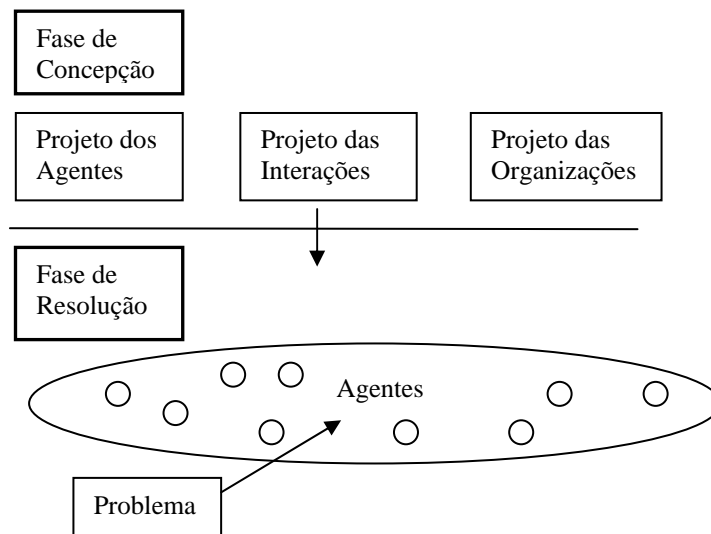 Fase de
Concepção
Projeto dos
Agentes
Projeto das
Interações
Projeto das
Organizações
Fase de
Resolução
Agentes
Problema